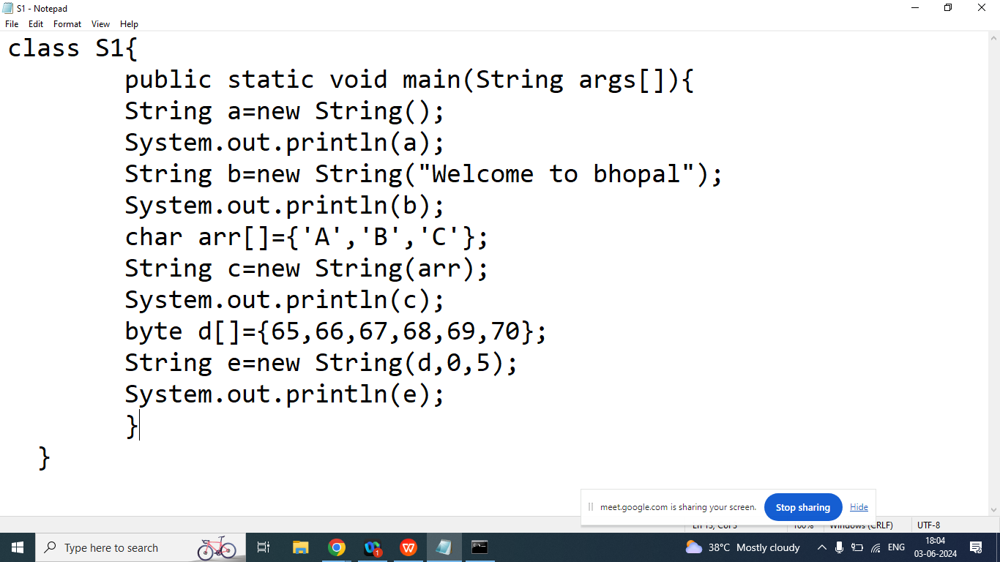 S1 - Notepad
File Edit Format View Help
class S1{
public static void main(String args[]){
String a=new String();
System.out.println(a);
String b=new String("Welcome to bhopal");
System.out.println(b);
char arr[]={'A','B','C'};
String c=new String(arr);
System.out.println(c);
byte d[]={65,66,67,68,69,70};
String e=new String(d,0,5);
System.out.println(e);
}
}
meet.google.com is sharing your screen. Stop sharing Hide
100% Windows (CRLF) UTF-8
Type here to search
1
38°C Mostly cloudy
ENG
18:04
03-06-2024